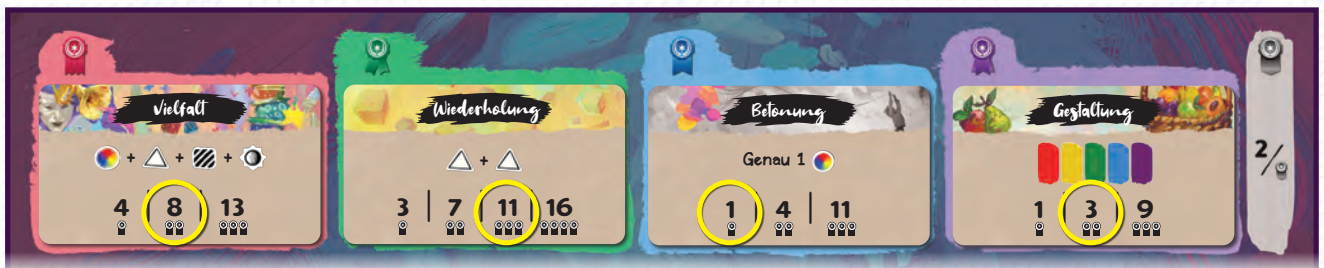 Vielfalt
+ + +
4 8 13
Wiederholung
+
3 7 11 16
Betonung
Genau 1
1 4 11
Gestaltung
1 3 9
2/